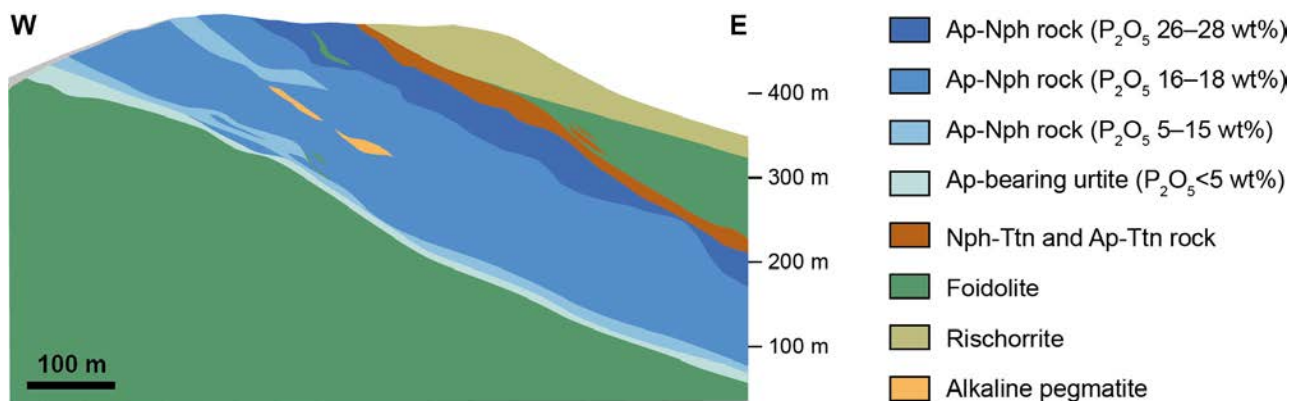 W
E
400 m
300 m
200 m
100 m
100 m
Ap-Nph rock (P₂O₅ 26–28 wt%)
Ap-Nph rock (P₂O₅ 16–18 wt%)
Ap-Nph rock (P₂O₅ 5–15 wt%)
Ap-bearing urtite (P₂O₅<5 wt%)
Nph-Ttn and Ap-Ttn rock
Foidolite
Rischorrite
Alkaline pegmatite